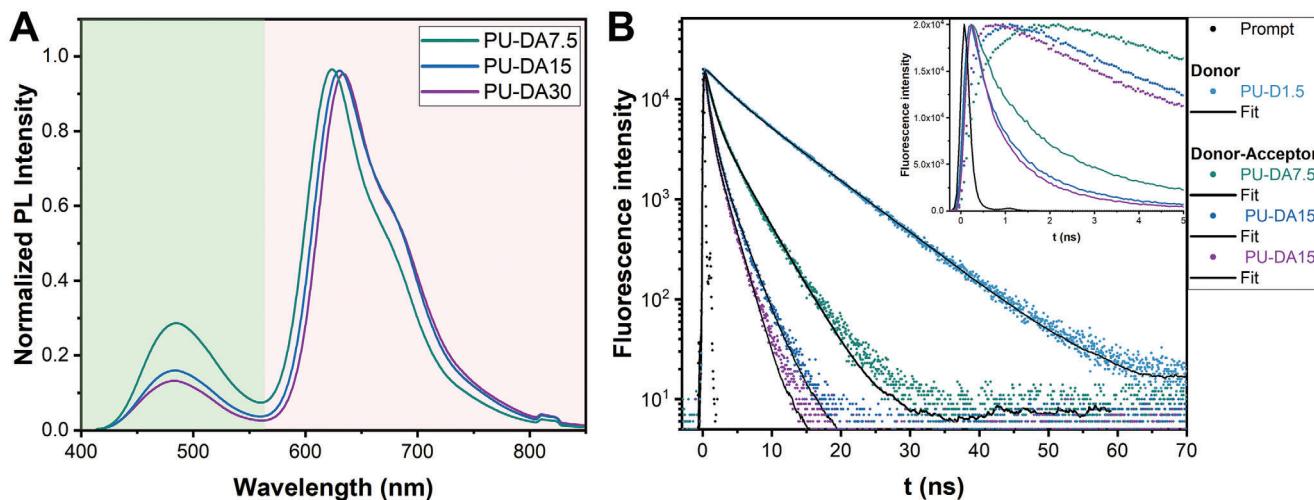 A
Normalized PL Intensity
1.0
0.8
0.6
0.4
0.2
0.0
400
500
600
700
800
Wavelength (nm)
PU-DA7.5
PU-DA15
PU-DA30
B
Fluorescence intensity
10⁴
10³
10²
10¹
0
10
20
30
40
50
60
70
t (ns)
Fluorescence intensity
2.0x10⁴
1.5x10⁴
1.0x10⁴
5.0x10³
0.0
0
1
2
3
4
5
t (ns)
Prompt
Donor
PU-D1.5
Fit
Donor-Acceptor
PU-DA7.5
Fit
PU-DA15
Fit
PU-DA15
Fit